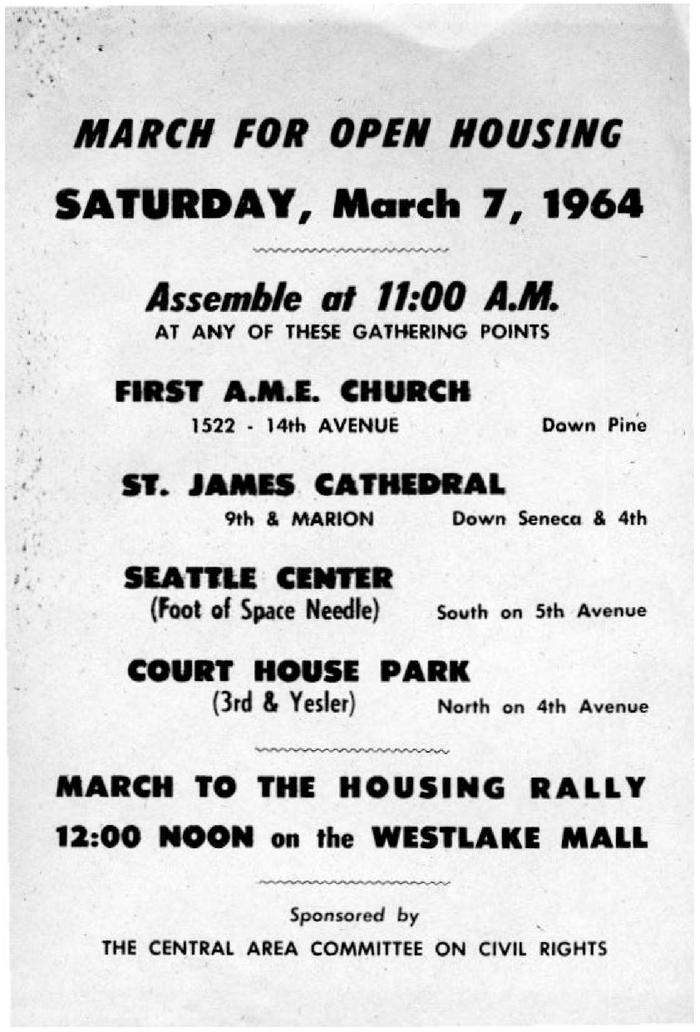 MARCH FOR OPEN HOUSING
SATURDAY, March 7, 1964
Assemble at 11:00 A.M.
AT ANY OF THESE GATHERING POINTS
FIRST A.M.E. CHURCH
1522 - 14th AVENUE Down Pine
ST. JAMES CATHEDRAL
9th & MARION Down Seneca & 4th
SEATTLE CENTER
(Foot of Space Needle) South on 5th Avenue
COURT HOUSE PARK
(3rd & Yesler) North on 4th Avenue
MARCH TO THE HOUSING RALLY
12:00 NOON on the WESTLAKE MALL
Sponsored by
THE CENTRAL AREA COMMITTEE ON CIVIL RIGHTS